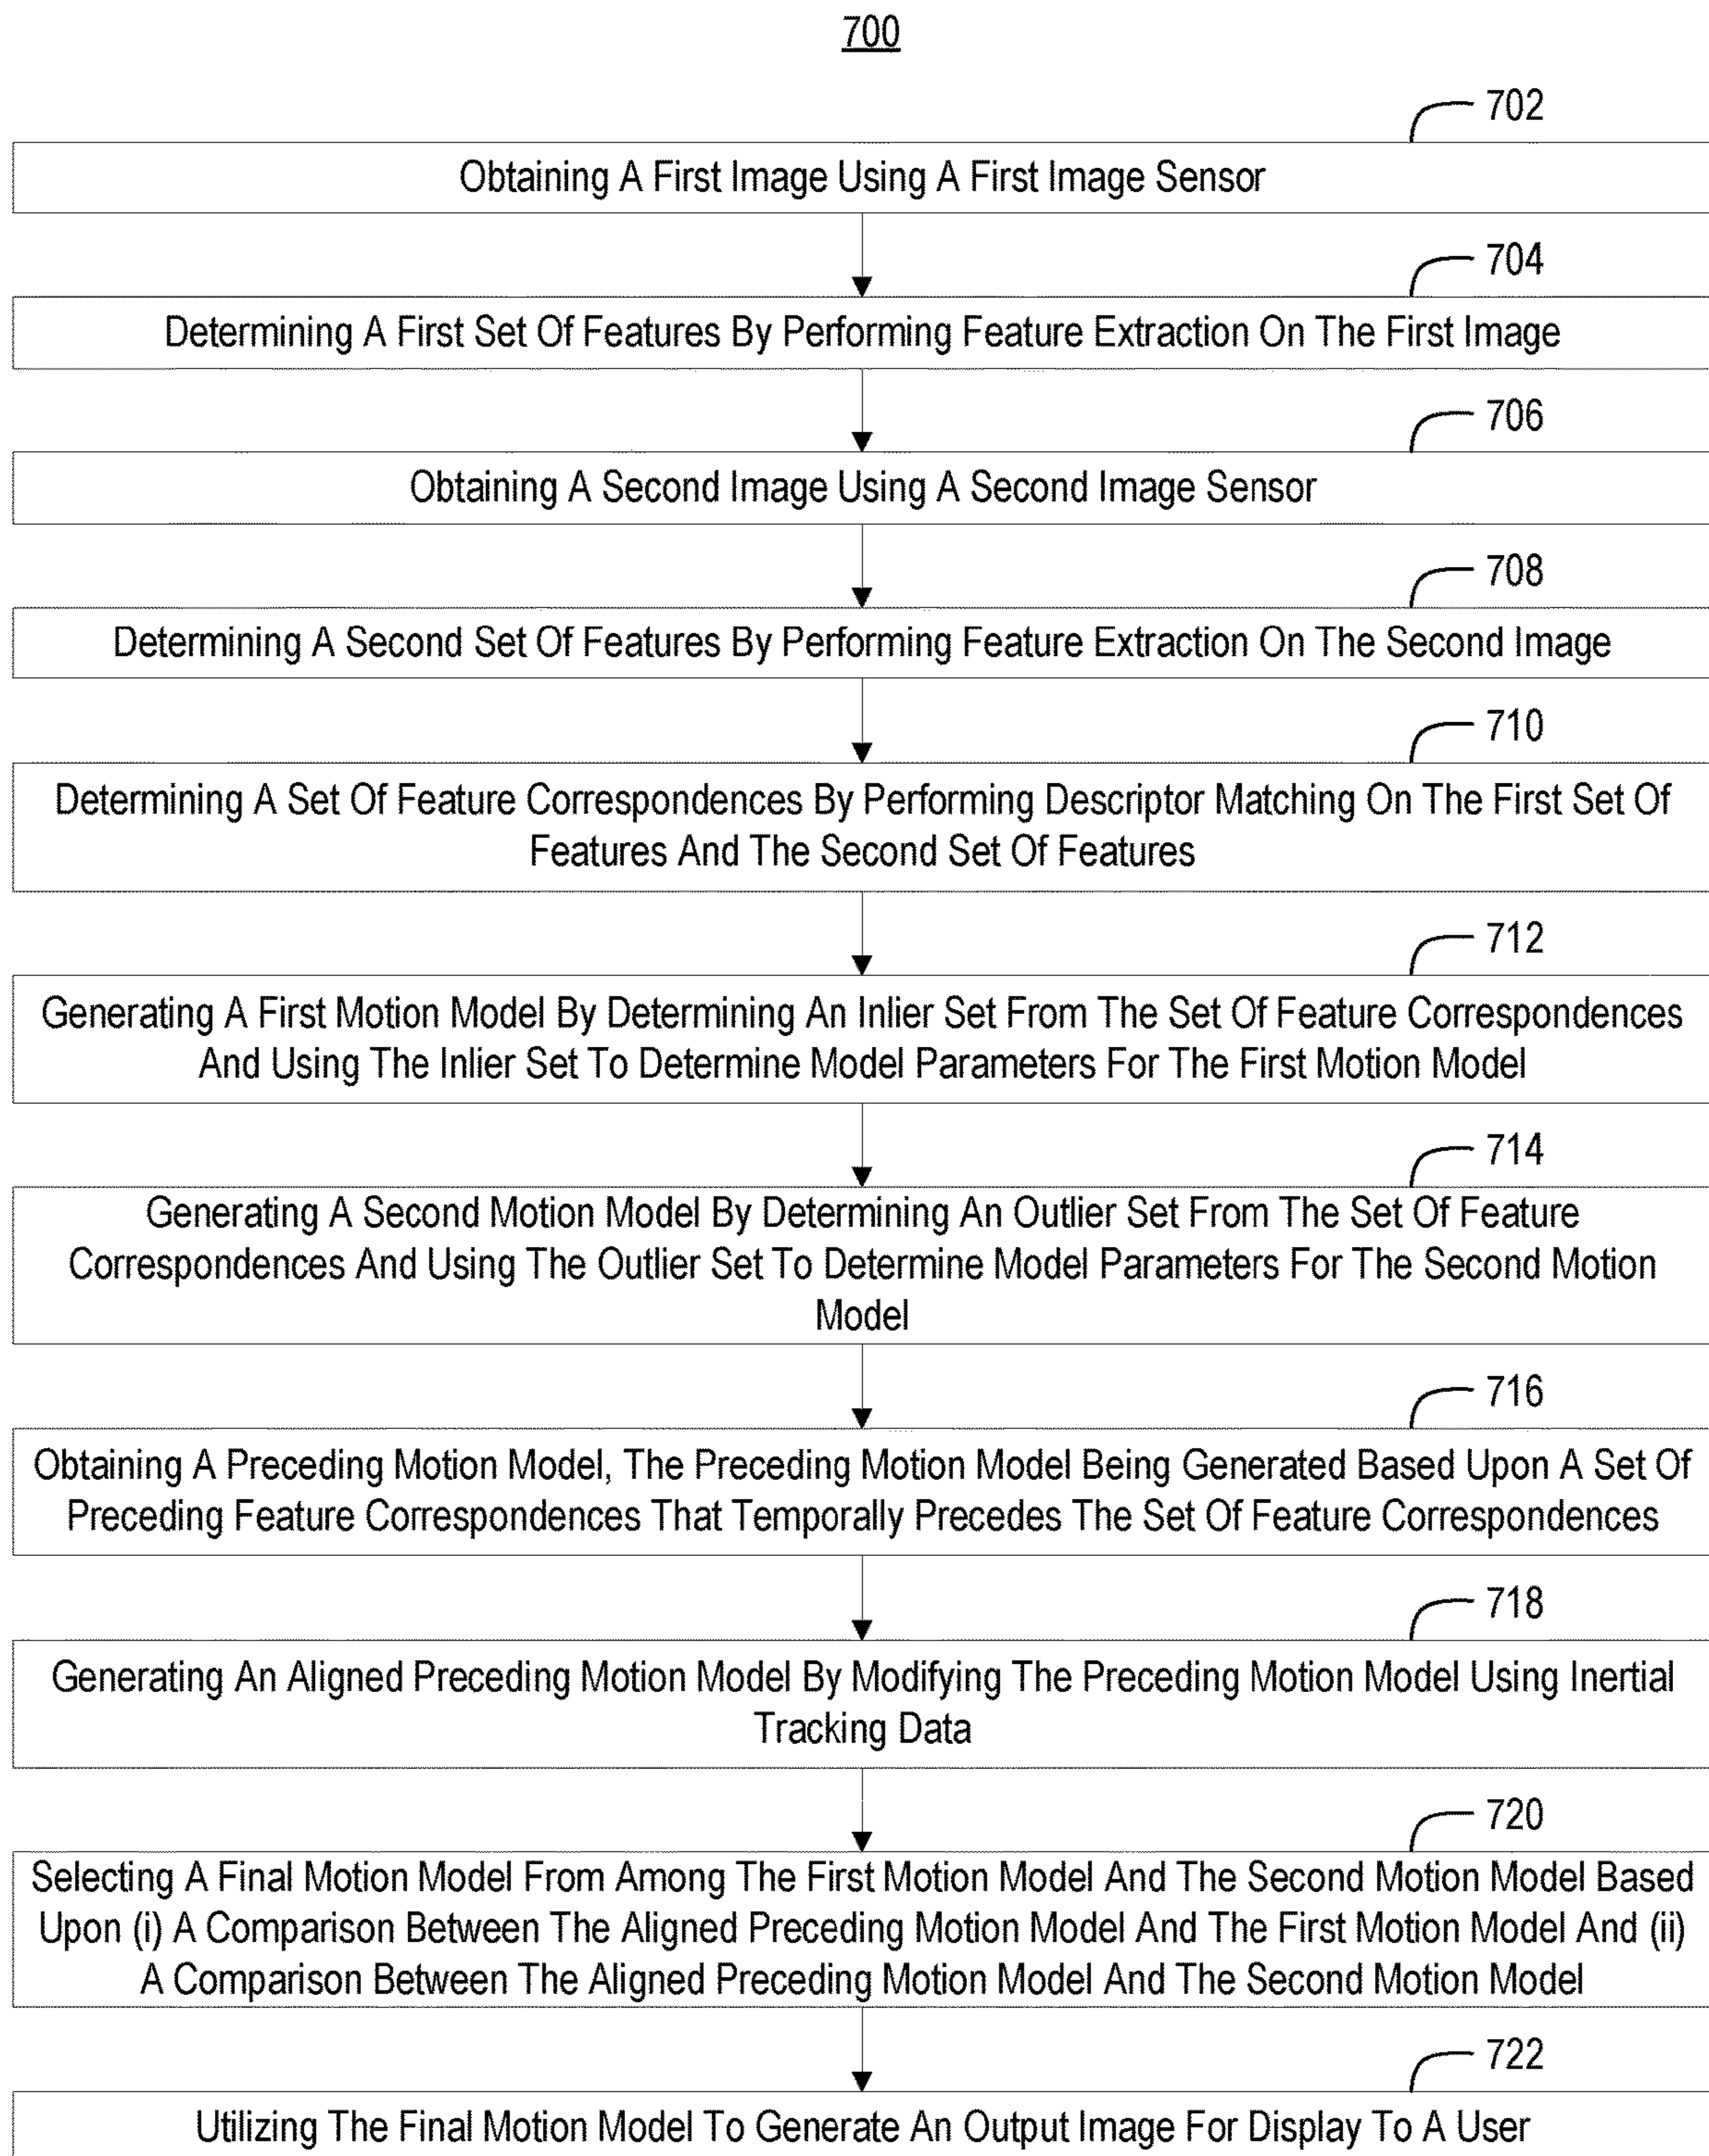 700
702
Obtaining A First Image Using A First Image Sensor
704
Determining A First Set Of Features By Performing Feature Extraction On The First Image
706
Obtaining A Second Image Using A Second Image Sensor
708
Determining A Second Set Of Features By Performing Feature Extraction On The Second Image
710
Determining A Set Of Feature Correspondences By Performing Descriptor Matching On The First Set Of
Features And The Second Set Of Features
712
Generating A First Motion Model By Determining An Inlier Set From The Set Of Feature Correspondences
And Using The Inlier Set To Determine Model Parameters For The First Motion Model
714
Generating A Second Motion Model By Determining An Outlier Set From The Set Of Feature
Correspondences And Using The Outlier Set To Determine Model Parameters For The Second Motion
Model
716
Obtaining A Preceding Motion Model, The Preceding Motion Model Being Generated Based Upon A Set Of
Preceding Feature Correspondences That Temporally Precedes The Set Of Feature Correspondences
718
Generating An Aligned Preceding Motion Model By Modifying The Preceding Motion Model Using Inertial
Tracking Data
720
Selecting A Final Motion Model From Among The First Motion Model And The Second Motion Model Based
Upon (i) A Comparison Between The Aligned Preceding Motion Model And The First Motion Model And (ii)
A Comparison Between The Aligned Preceding Motion Model And The Second Motion Model
722
Utilizing The Final Motion Model To Generate An Output Image For Display To A User